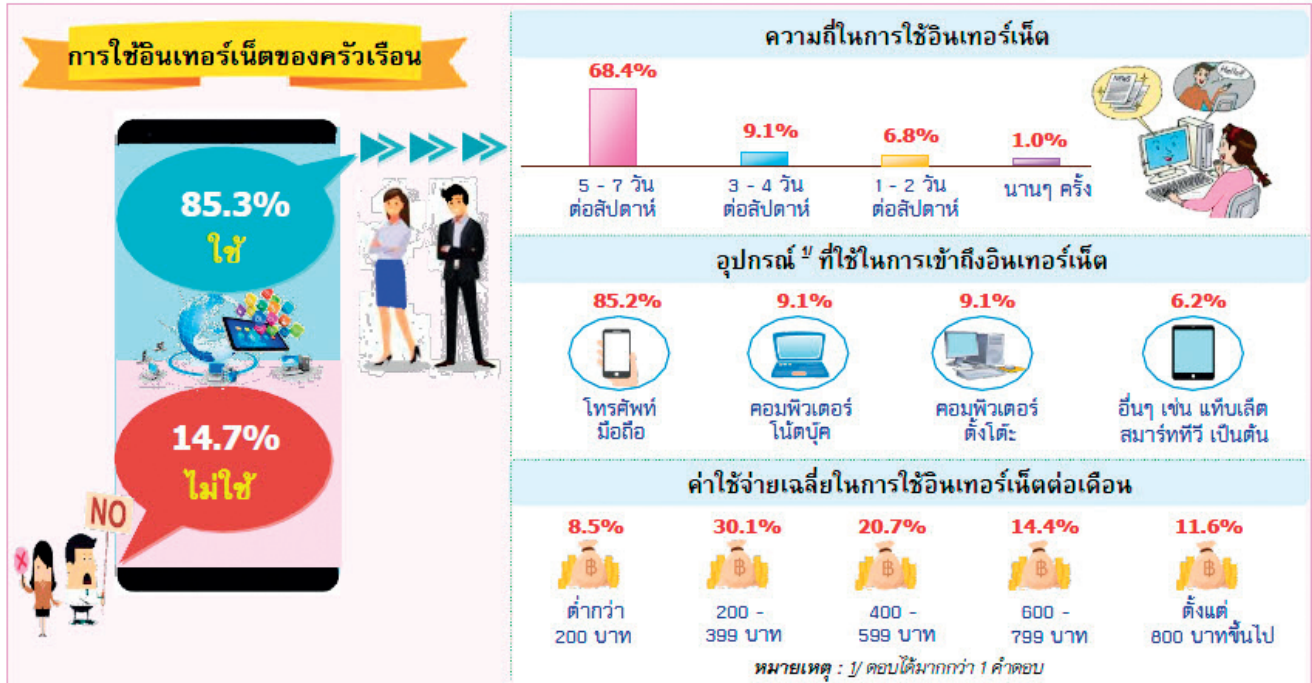 การใช้อินเทอร์เน็ตของครัวเรือน
85.3%
ใช้
14.7%
ไม่ใช้
NO
ความถี่ในการใช้อินเทอร์เน็ต
68.4%
9.1%
6.8%
1.0%
5 - 7 วัน
ต่อสัปดาห์
3 - 4 วัน
ต่อสัปดาห์
1 - 2 วัน
ต่อสัปดาห์
นานๆ ครั้ง
NEWS
Hello!
อุปกรณ์ 1/ ที่ใช้ในการเข้าถึงอินเทอร์เน็ต
85.2%
โทรศัพท์
มือถือ
9.1%
คอมพิวเตอร์
โน้ตบุ๊ค
9.1%
คอมพิวเตอร์
ตั้งโต๊ะ
6.2%
อื่นๆ เช่น แท็บเล็ต
สมาร์ททีวี เป็นต้น
ค่าใช้จ่ายเฉลี่ยในการใช้อินเทอร์เน็ตต่อเดือน
8.5%
฿
ต่ำกว่า
200 บาท
30.1%
฿
200 -
399 บาท
20.7%
฿
400 -
599 บาท
14.4%
฿
600 -
799 บาท
11.6%
฿
ตั้งแต่
800 บาทขึ้นไป
หมายเหตุ : 1/ ตอบได้มากกว่า 1 คำตอบ